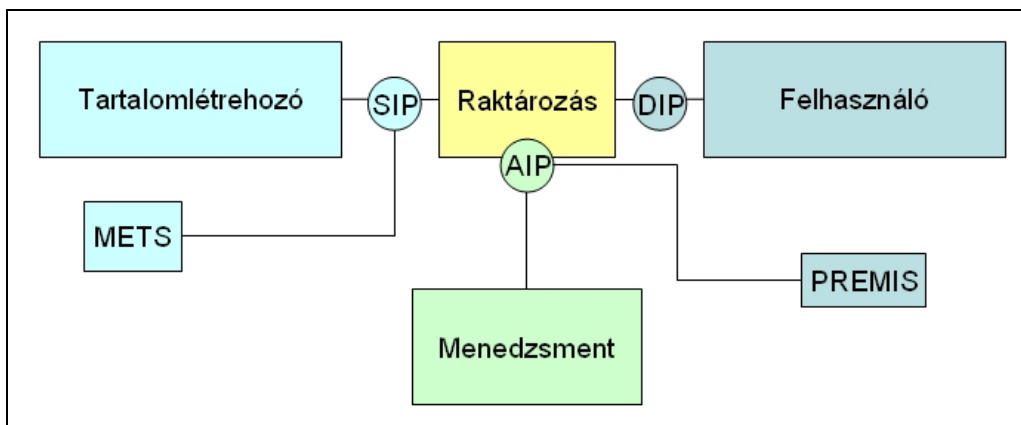 Tartalomlétrehozó
SIP
Raktározás
DIP
Felhasználó
AIP
METS
PREMIS
Menedzsment